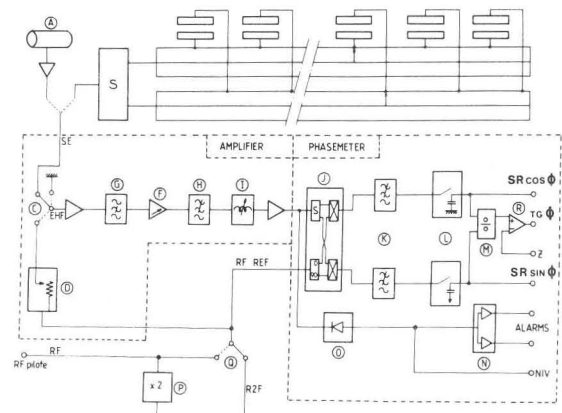 A
S
SE
AMPLIFIER
PHASEMETER
C
EHF
G
F
H
I
J
S
K
L
SR COS ϕ
TG ϕ
R
M
Z
SR SIN ϕ
D
RF REF
O
N
ALARMS
NIV
RF
RF pilote
Q
x 2
P
R2F